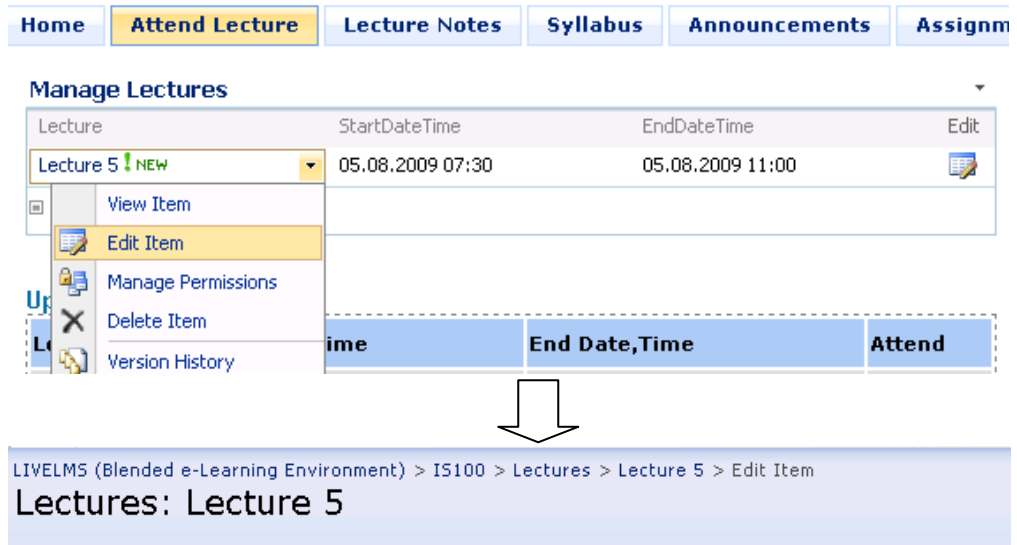 Home Attend Lecture Lecture Notes Syllabus Announcements Assignm
Manage Lectures
Lecture StartDateTime EndDateTime Edit
Lecture 5 ! NEW 05.08.2009 07:30 05.08.2009 11:00
View Item
Edit Item
Manage Permissions
Up
Delete Item
Le ime End Date,Time Attend
Version History
LIVELMS (Blended e-Learning Environment) > IS100 > Lectures > Lecture 5 > Edit Item
Lectures: Lecture 5